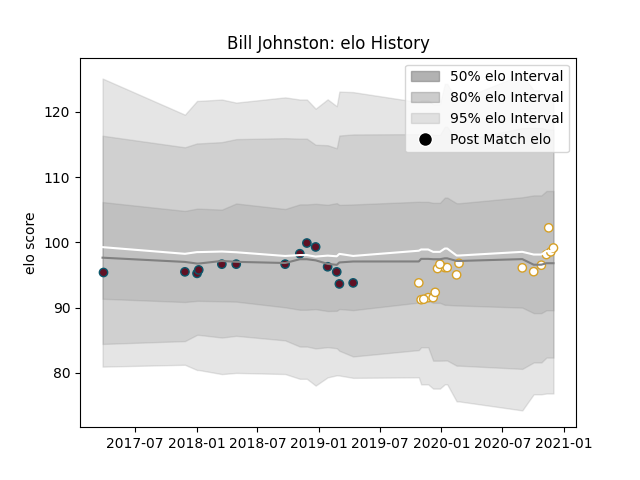 Bill Johnston: elo History
50% elo Interval
80% elo Interval
95% elo Interval
Post Match elo
elo score
120
110
100
90
80
2017-07 2018-01 2018-07 2019-01 2019-07 2020-01 2020-07 2021-01